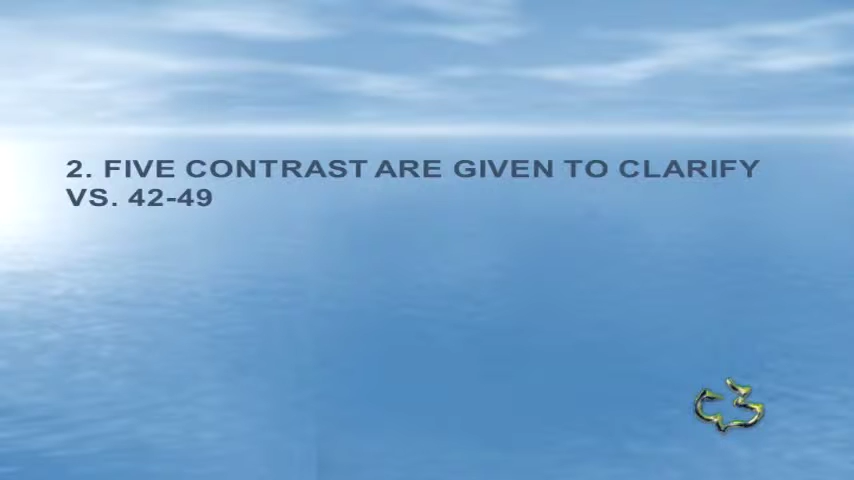 2. FIVE CONTRAST ARE GIVEN TO CLARIFY
VS. 42-49